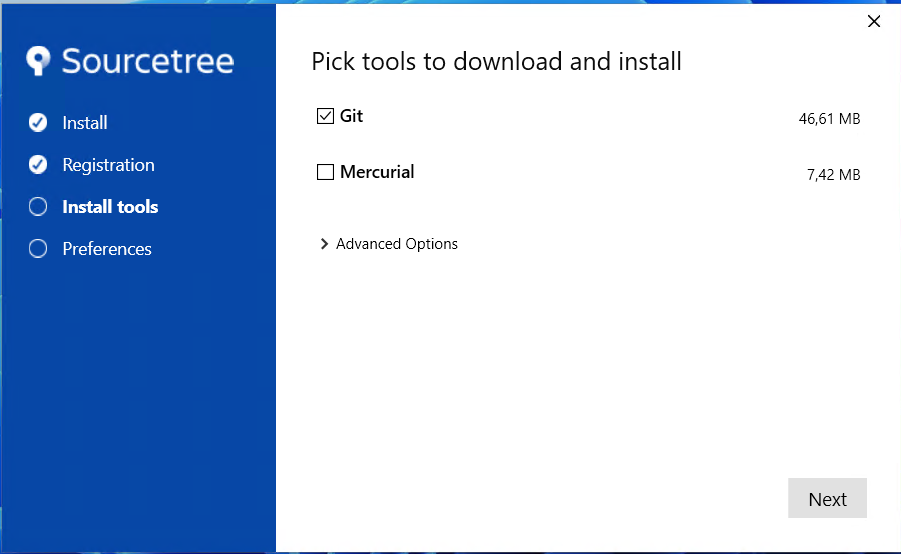 Sourcetree
Install
Registration
Install tools
Preferences
Pick tools to download and install
Git 46,61 MB
Mercurial 7,42 MB
Advanced Options
Next